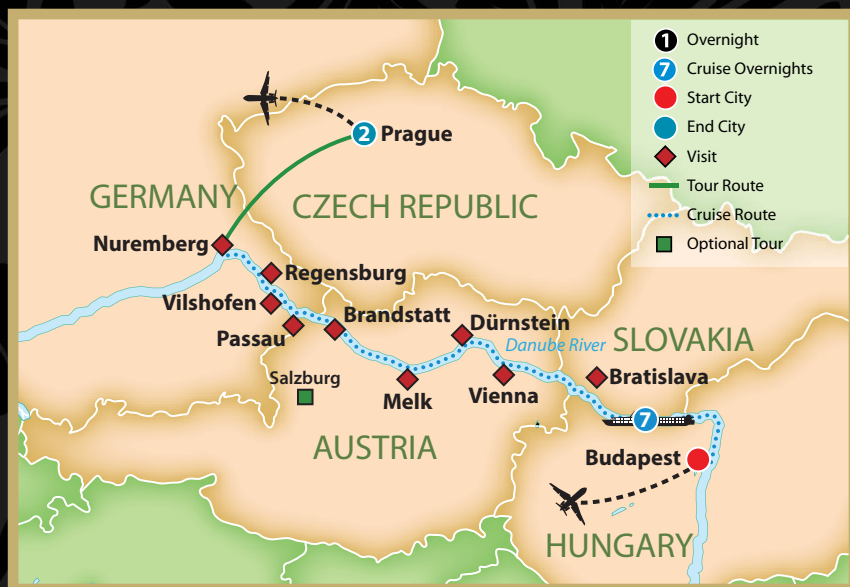 1 Overnight
7 Cruise Overnights
Start City
End City
Visit
Tour Route
Cruise Route
Optional Tour
2 Prague
GERMANY
CZECH REPUBLIC
Nuremberg
Regensburg
Vilshofen
Passau
Brandstatt
Dürnstein
Danube River
SLOVAKIA
Salzburg
Melk
Vienna
Bratislava
7
AUSTRIA
Budapest
HUNGARY